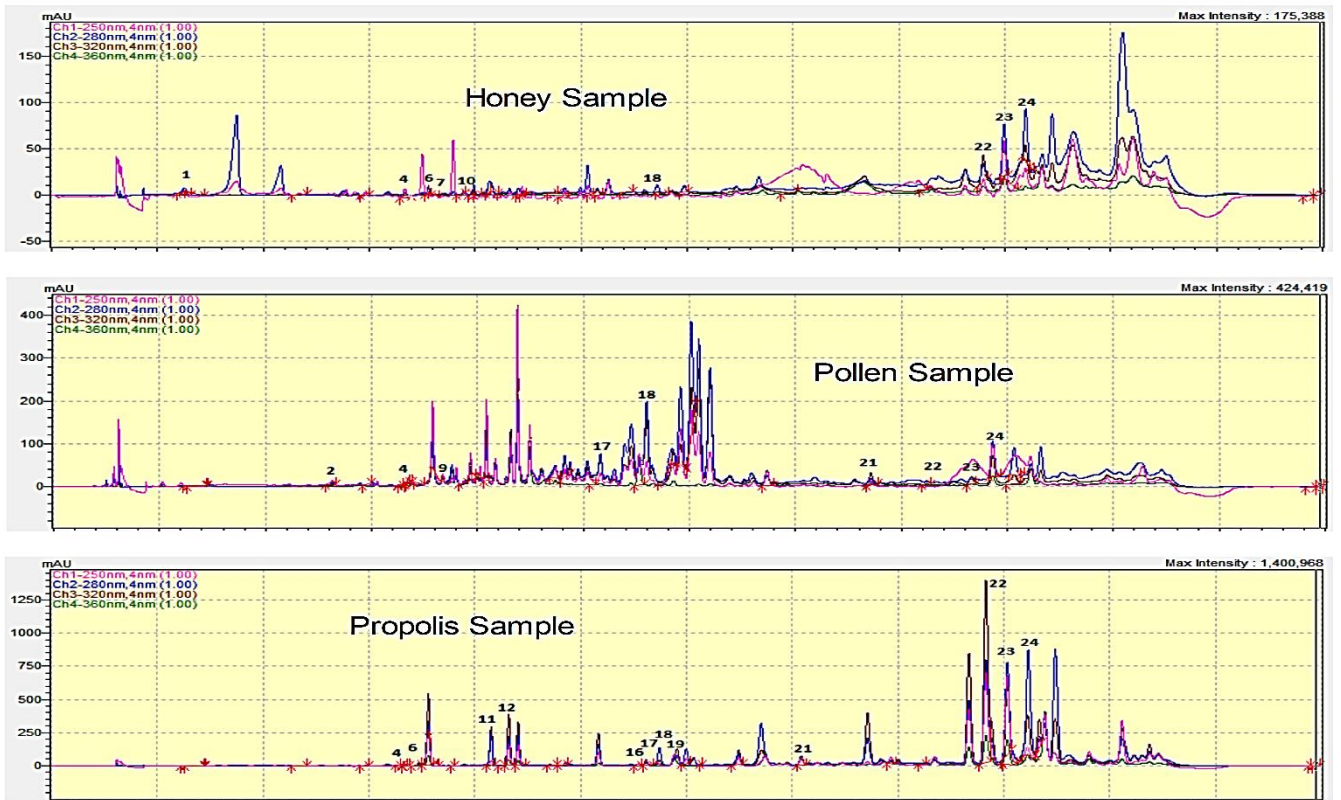 mAU
Max Intensity : 175,388
Ch1-250nm,4nm (1.00)
Ch2-280nm,4nm (1.00)
Ch3-320nm,4nm (1.00)
Ch4-360nm,4nm (1.00)
150
100
50
0
-50
Honey Sample
1 4 6 7 10 18 22 23 24
mAU
Max Intensity : 424,419
Ch1-250nm,4nm (1.00)
Ch2-280nm,4nm (1.00)
Ch3-320nm,4nm (1.00)
Ch4-360nm,4nm (1.00)
400
300
200
100
0
Pollen Sample
2 4 9 17 18 21 22 23 24
mAU
Max Intensity : 1,400,968
Ch1-250nm,4nm (1.00)
Ch2-280nm,4nm (1.00)
Ch3-320nm,4nm (1.00)
Ch4-360nm,4nm (1.00)
1250
1000
750
500
250
0
Propolis Sample
4 6 11 12 16 17 18 19 21 22 23 24